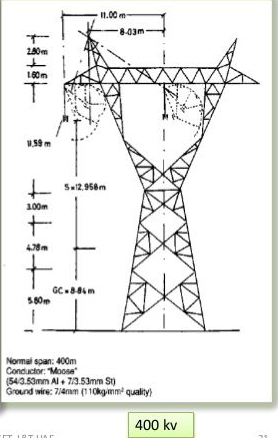 11.00 m
8.03m
2.80m
1.60m
11,59 m
S=12,958m
3.00m
4.78m
GC=8.84m
5.80m
Normal span: 400m
Conductor: "Moose"
(54/3.53mm Al + 7/3.53mm St)
Ground wire: 7/4mm (110kg/mm² quality)
400 kv